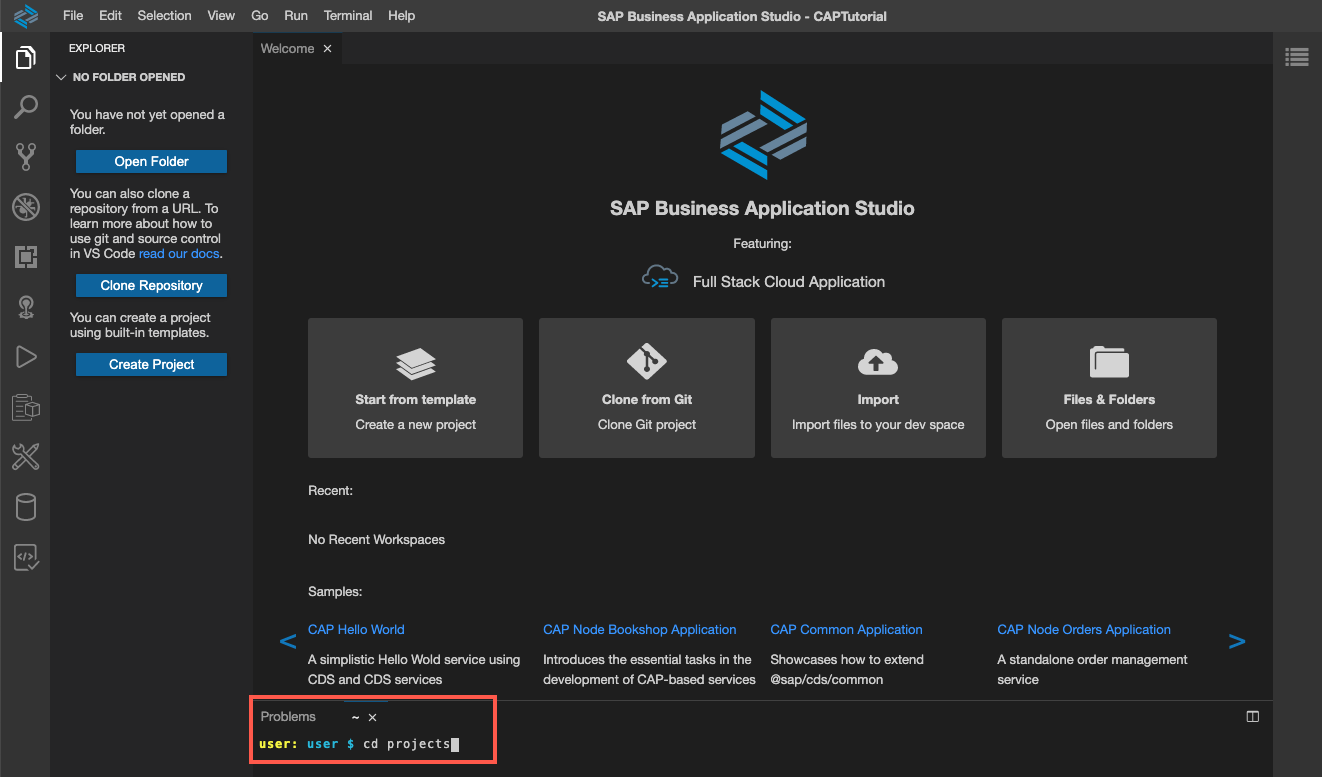 File Edit Selection View Go Run Terminal Help
SAP Business Application Studio - CAPTutorial
EXPLORER
NO FOLDER OPENED
You have not yet opened a
folder.
Open Folder
You can also clone a
repository from a URL. To
learn more about how to
use git and source control
in VS Code read our docs.
Clone Repository
You can create a project
using built-in templates.
Create Project
Welcome ×
SAP Business Application Studio
Featuring:
Full Stack Cloud Application
Start from template
Create a new project
Clone from Git
Clone Git project
Import
Import files to your dev space
Files & Folders
Open files and folders
Recent:
No Recent Workspaces
Samples:
<
CAP Hello World
A simplistic Hello Wold service using
CDS and CDS services
CAP Node Bookshop Application
Introduces the essential tasks in the
development of CAP-based services
CAP Common Application
Showcases how to extend
@sap/cds/common
CAP Node Orders Application
A standalone order management
service
>
Problems ~ ×
user: user $ cd projects